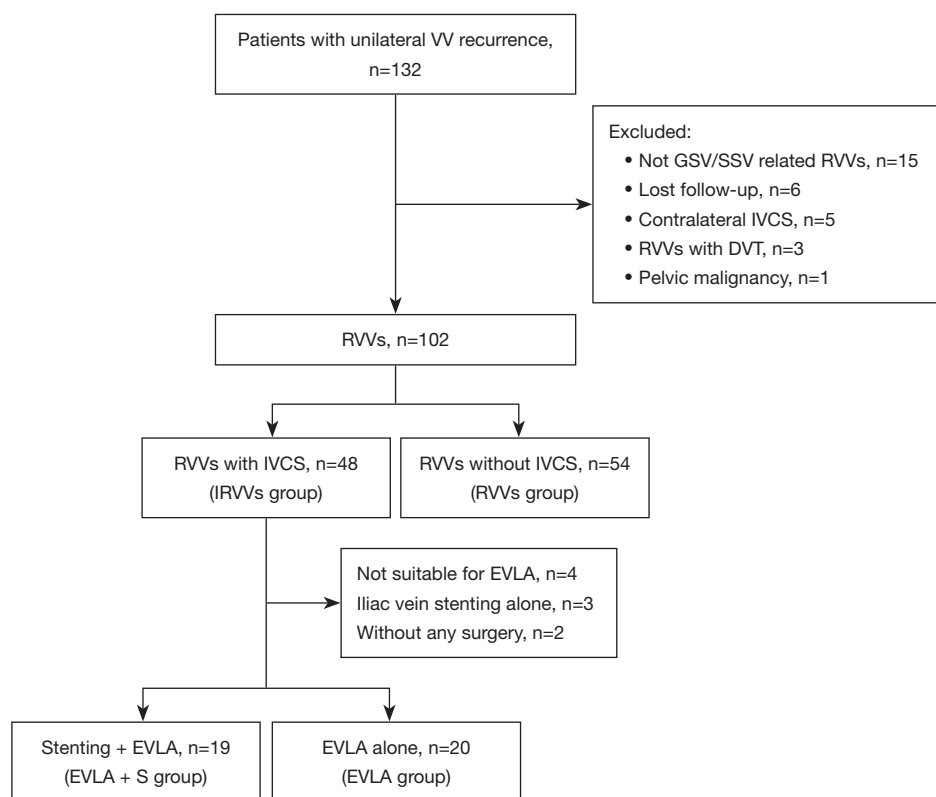 Patients with unilateral VV recurrence,
n=132
Excluded:
• Not GSV/SSV related RVVs, n=15
• Lost follow-up, n=6
• Contralateral IVCS, n=5
• RVVs with DVT, n=3
• Pelvic malignancy, n=1
RVVs, n=102
RVVs with IVCS, n=48
(IRVVs group)
RVVs without IVCS, n=54
(RVVs group)
Not suitable for EVLA, n=4
Iliac vein stenting alone, n=3
Without any surgery, n=2
Stenting + EVLA, n=19
(EVLA + S group)
EVLA alone, n=20
(EVLA group)